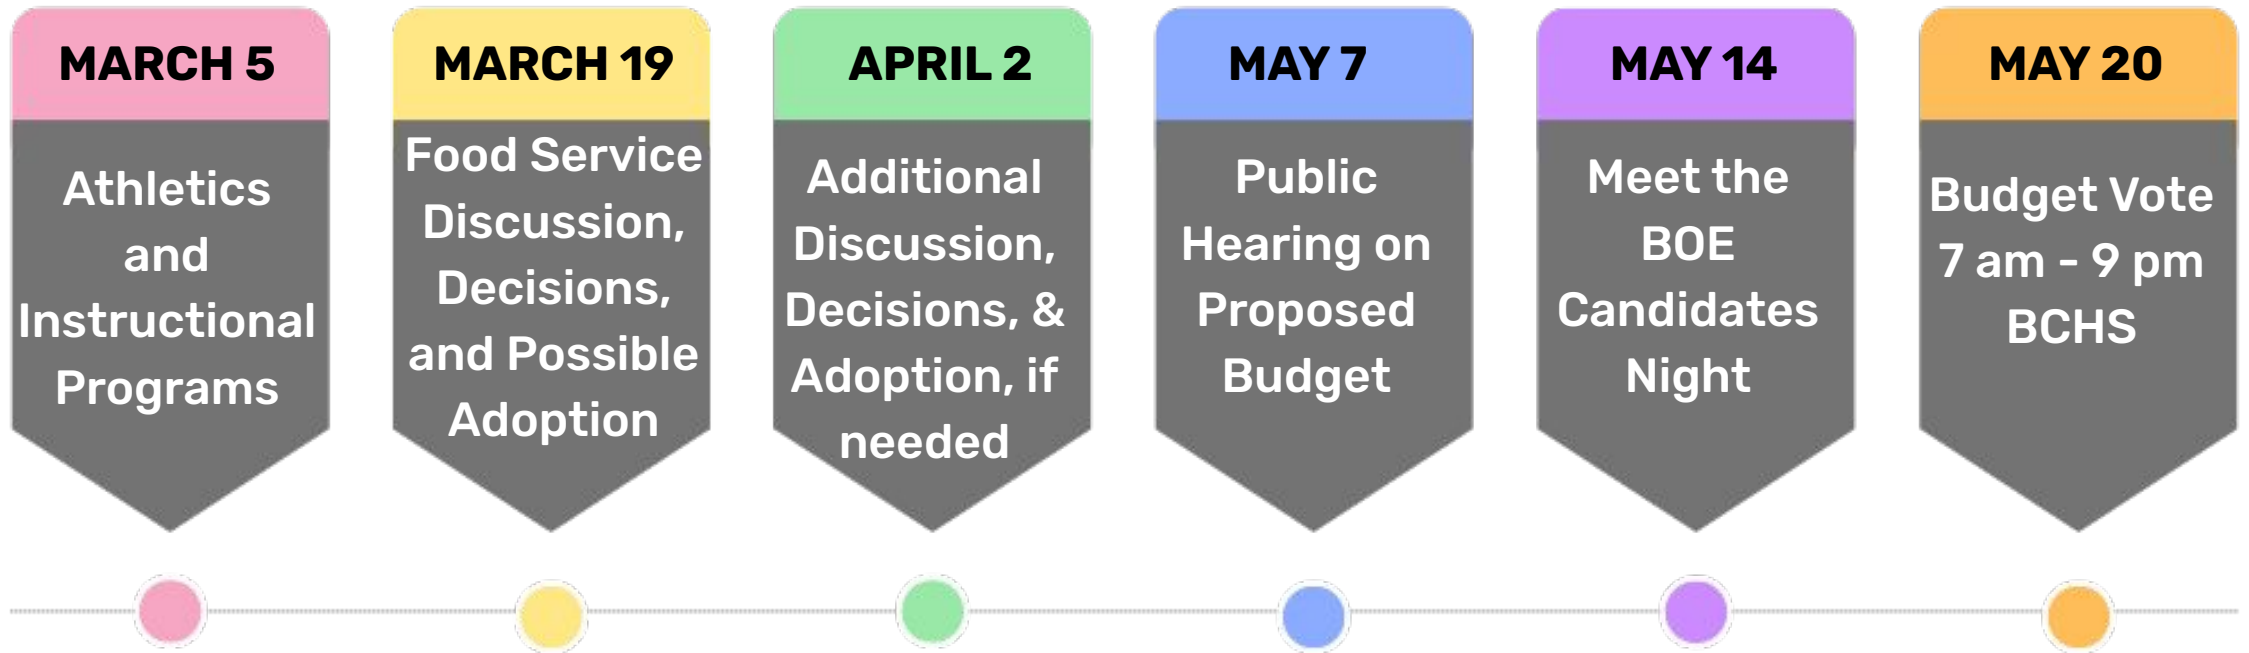 MARCH 5
Athletics
and
Instructional
Programs
MARCH 19
Food Service
Discussion,
Decisions,
and Possible
Adoption
APRIL 2
Additional
Discussion,
Decisions, &
Adoption, if
needed
MAY 7
Public
Hearing on
Proposed
Budget
MAY 14
Meet the
BOE
Candidates
Night
MAY 20
Budget Vote
7 am - 9 pm
BCHS